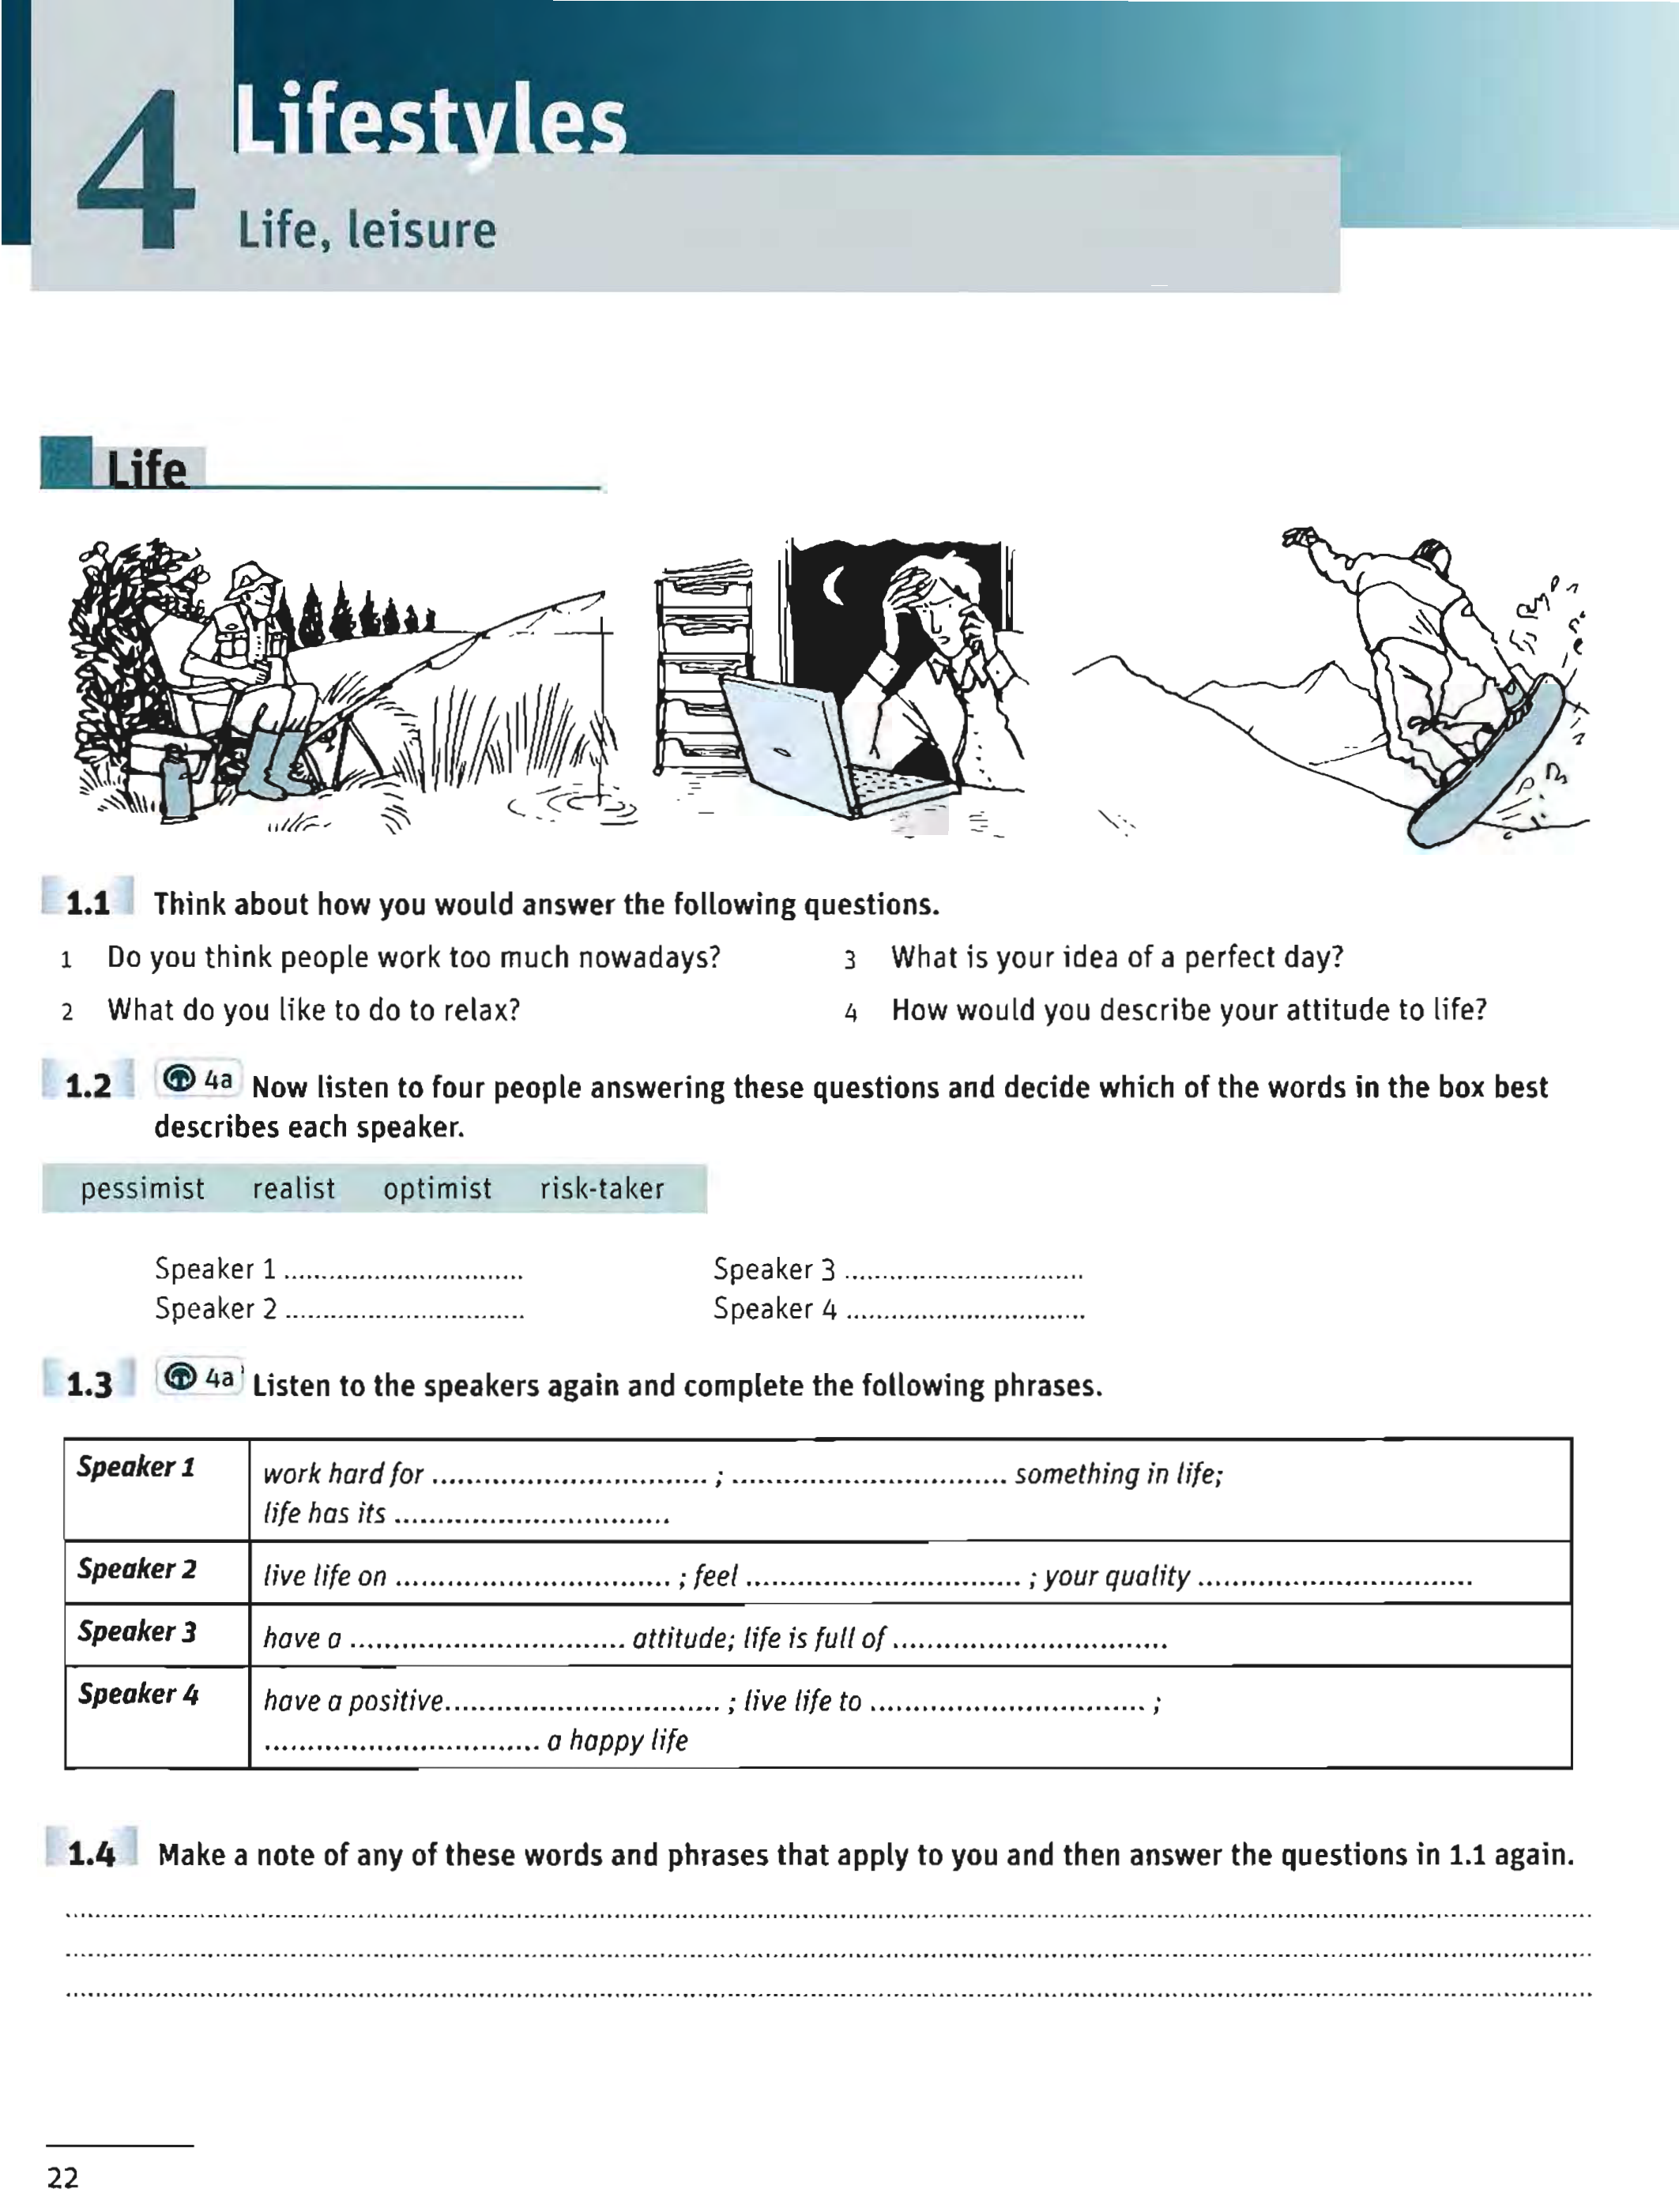 4
Lifestyles
Life, leisure
Life
1.1 Think about how you would answer the following questions.
1 Do you think people work too much nowadays?
2 What do you like to do to relax?
3 What is your idea of a perfect day?
4 How would you describe your attitude to life?
1.2 4a Now listen to four people answering these questions and decide which of the words in the box best
describes each speaker.
pessimist realist optimist risk-taker
Speaker 1 ................................
Speaker 2 ................................
Speaker 3 ................................
Speaker 4 ................................
1.3 4a Listen to the speakers again and complete the following phrases.
Speaker 1
work hard for ................................ ; ................................ something in life;
life has its ................................
Speaker 2
live life on ................................ ; feel ................................ ; your quality ................................
Speaker 3
have a ................................ attitude; life is full of ................................
Speaker 4
have a positive................................ ; live life to ................................ ;
................................ a happy life
1.4 Make a note of any of these words and phrases that apply to you and then answer the questions in 1.1 again.
22